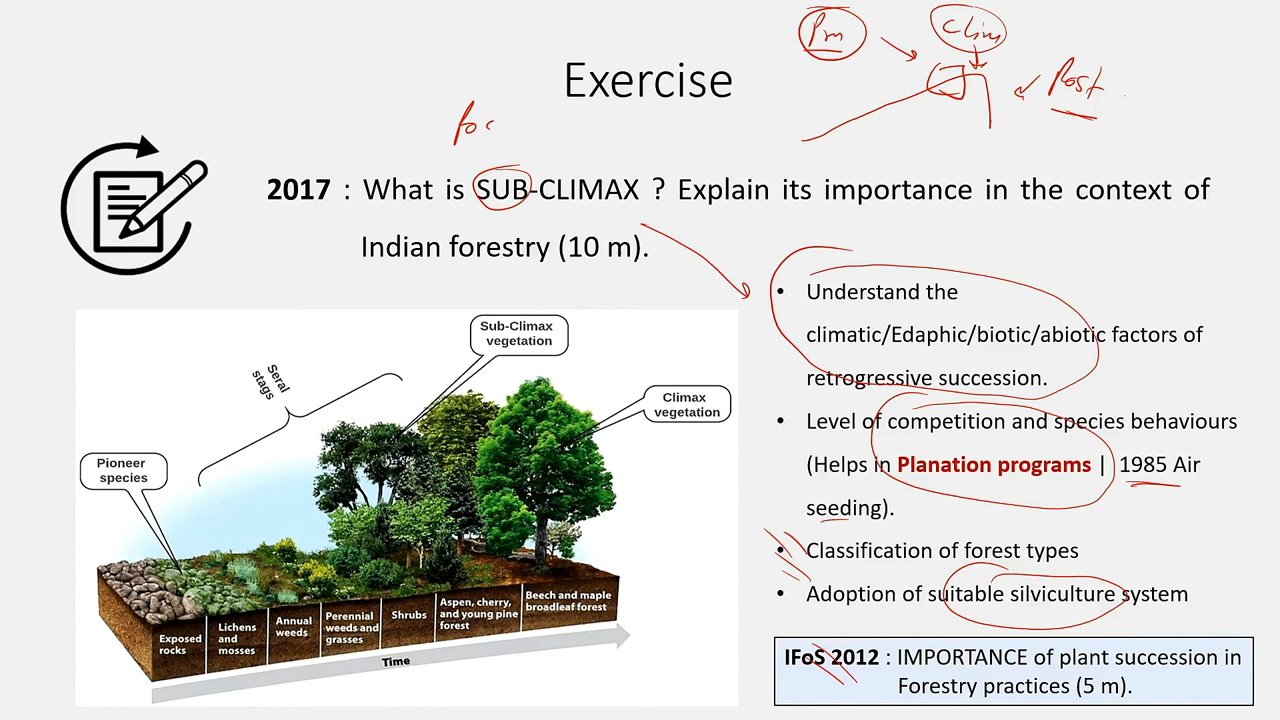 Pm
Clim
Post
Exercise
2017 : What is SUB-CLIMAX ? Explain its importance in the context of
Indian forestry (10 m).
Sub-Climax
vegetation
Seral
stags
Climax
vegetation
Pioneer
species
Exposed
rocks
Lichens
and
mosses
Annual
weeds
Perennial
weeds and
grasses
Shrubs
Aspen, cherry,
and young pine
forest
Beech and maple
broadleaf forest
Time
• Understand the
climatic/Edaphic/biotic/abiotic factors of
retrogressive succession.
• Level of competition and species behaviours
(Helps in Planation programs | 1985 Air
seeding).
• Classification of forest types
• Adoption of suitable silviculture system
IFoS 2012 : IMPORTANCE of plant succession in
Forestry practices (5 m).